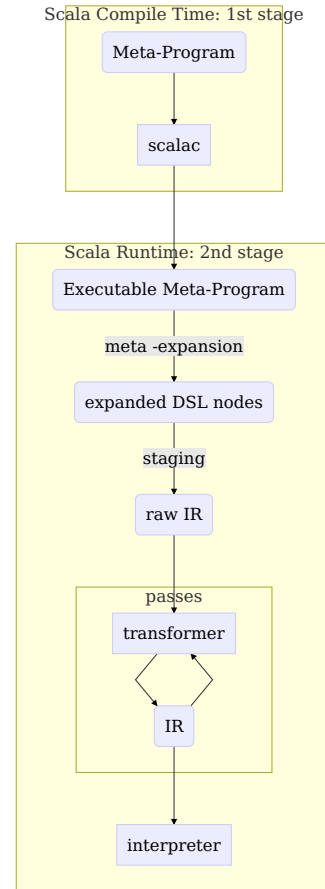 Scala Compile Time: 1st stage
Meta-Program
scalac
Scala Runtime: 2nd stage
Executable Meta-Program
meta -expansion
expanded DSL nodes
staging
raw IR
passes
transformer
IR
interpreter